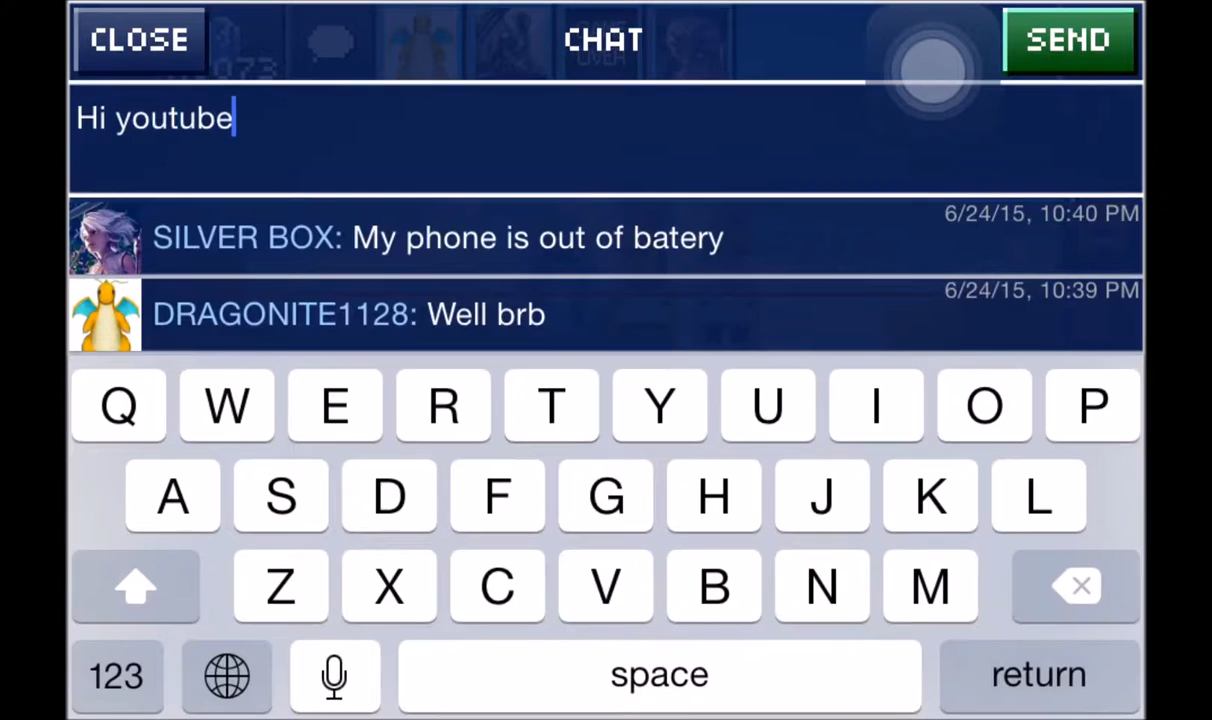 CLOSE
CHAT
SEND
Hi youtube
6/24/15, 10:40 PM
SILVER BOX: My phone is out of batery
6/24/15, 10:39 PM
DRAGONITE1128: Well brb
Q W E R T Y U I O P
A S D F G H J K L
Z X C V B N M
123 space return